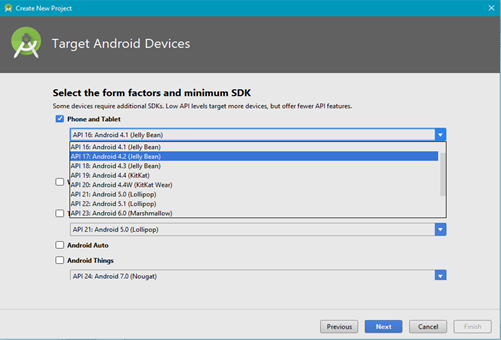 Create New Project
Target Android Devices
Select the form factors and minimum SDK
Some devices require additional SDKs. Low API levels target more devices, but offer fewer API features.
Phone and Tablet
API 16: Android 4.1 (Jelly Bean)
API 16: Android 4.1 (Jelly Bean)
API 17: Android 4.2 (Jelly Bean)
API 18: Android 4.3 (Jelly Bean)
API 19: Android 4.4 (KitKat)
API 20: Android 4.4W (KitKat Wear)
API 21: Android 5.0 (Lollipop)
API 22: Android 5.1 (Lollipop)
API 23: Android 6.0 (Marshmallow)
API 21: Android 5.0 (Lollipop)
Android Auto
Android Things
API 24: Android 7.0 (Nougat)
Previous
Next
Cancel
Finish